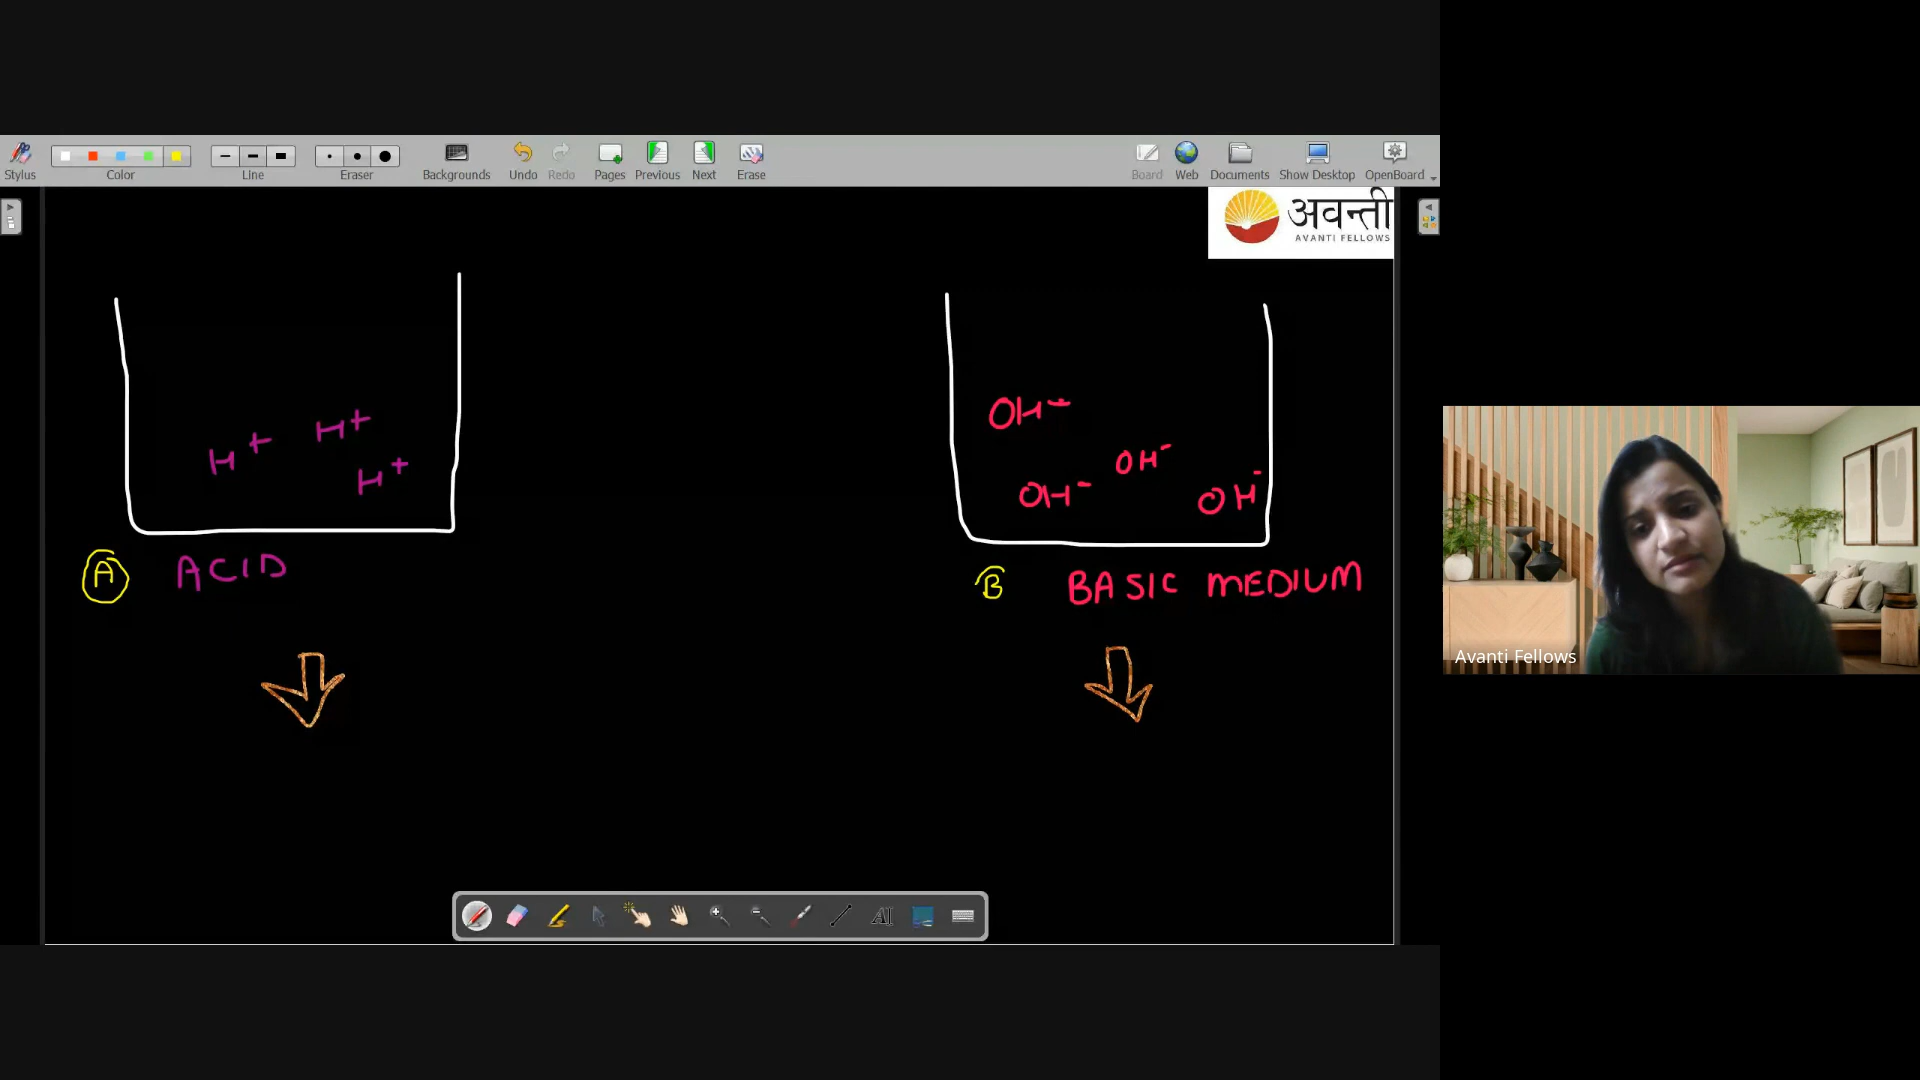 Stylus
Color
Line
Eraser
Backgrounds
Undo
Redo
Pages
Previous
Next
Erase
Board
Web
Documents
Show Desktop
OpenBoard
अवन्ती
AVANTI FELLOWS
H+ H+
H+
OH-
OH-
OH- OH-
A ACID
B BASIC MEDIUM
Avanti Fellows
AI